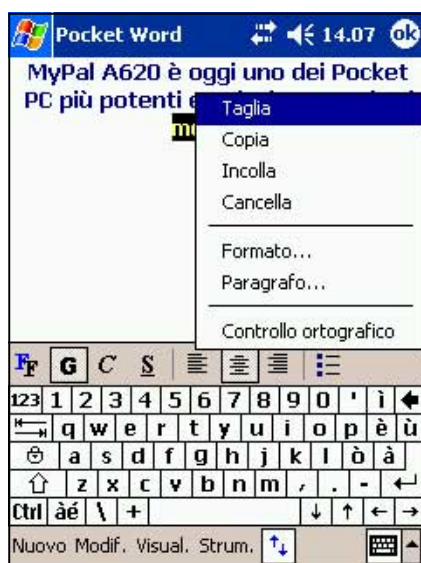 Pocket Word 14.07 ok
MyPal A620 è oggi uno dei Pocket
PC più potenti
Taglia
Copia
Incolla
Cancella
Formato...
Paragrafo...
Controllo ortografico
FF G C S
123 1 2 3 4 5 6 7 8 9 0 ' ì
q w e r t y u i o p è ù
a s d f g h j k l ò à
z x c v b n m , . -
Ctrl àé \ +
Nuovo Modif. Visual. Strum.